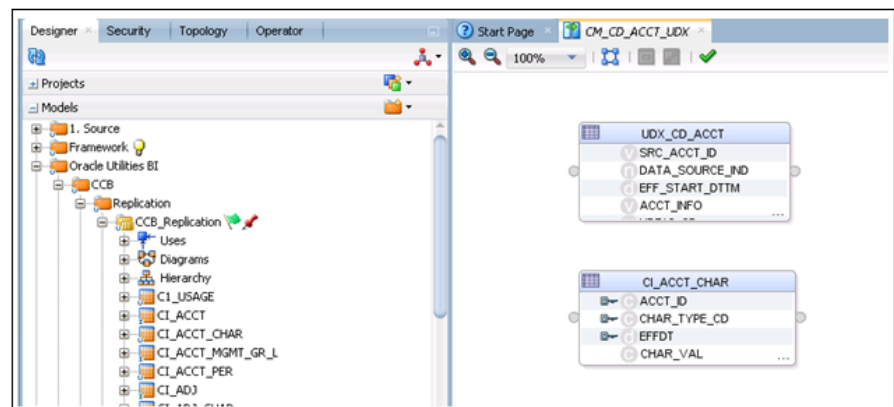 Designer
Security
Topology
Operator
Projects
Models
1. Source
Framework
Oracle Utilities BI
CCB
Replication
CCB_Replication
Uses
Diagrams
Hierarchy
C1_USAGE
CI_ACCT
CI_ACCT_CHAR
CI_ACCT_MGMT_GR_L
CI_ACCT_PER
CI_ADJ
Start Page
CM_CD_ACCT_UDX
100%
UDX_CD_ACCT
SRC_ACCT_ID
DATA_SOURCE_IND
EFF_START_DTTM
ACCT_INFO
...
CI_ACCT_CHAR
ACCT_ID
CHAR_TYPE_CD
EFFDT
CHAR_VAL
...